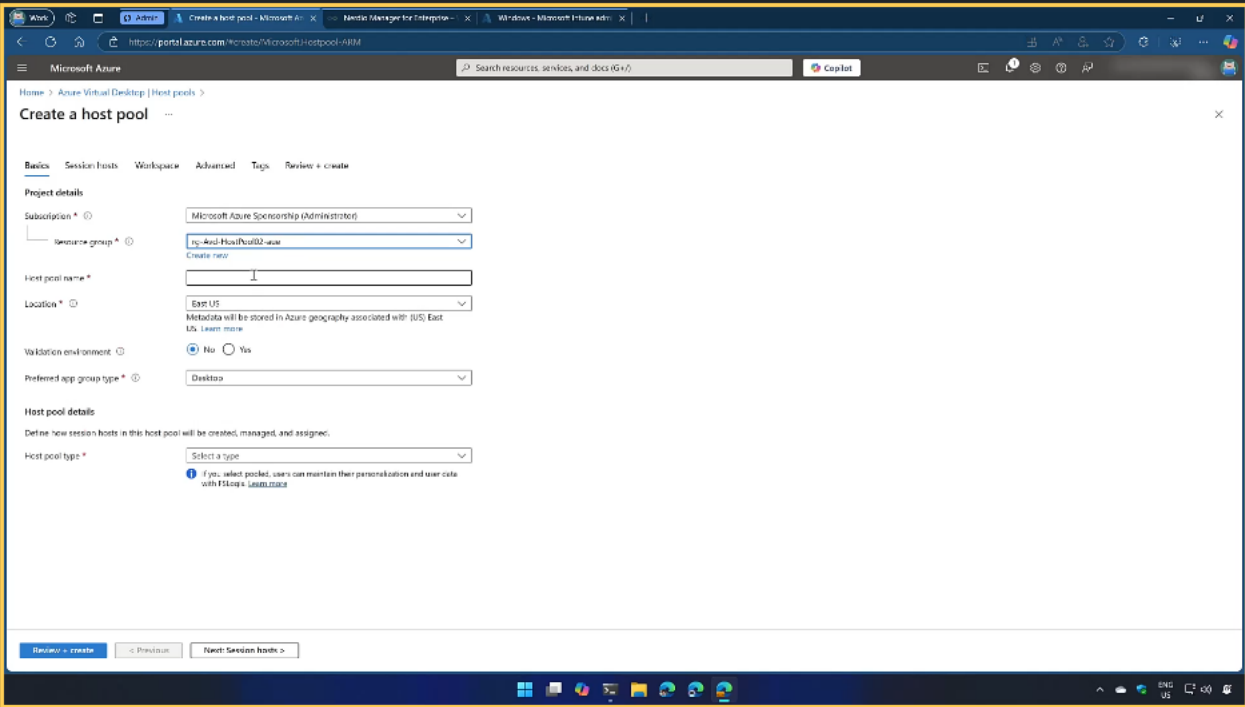 Work
Admin
Create a host pool - Microsoft Az
Nerdio Manager for Enterprise -
Windows - Microsoft Intune adm
https://portal.azure.com/#create/Microsoft.Hostpool-ARM
Microsoft Azure
Search resources, services, and docs (G+/)
Copilot
1
Home > Azure Virtual Desktop | Host pools >
Create a host pool ...
Basics Session hosts Workspace Advanced Tags Review + create
Project details
Subscription * Microsoft Azure Sponsorship (Administrator)
Resource group * rg-Avd-HostPool02-aue
Create new
Host pool name *
Location * East US
Metadata will be stored in Azure geography associated with (US) East
US Learn more
Validation environment No Yes
Preferred app group type * Desktop
Host pool details
Define how session hosts in this host pool will be created, managed, and assigned.
Host pool type * Select a type
If you select pooled, users can maintain their personalization and user data
with FSLogix. Learn more
Review + create < Previous Next: Session hosts >
ENG
US